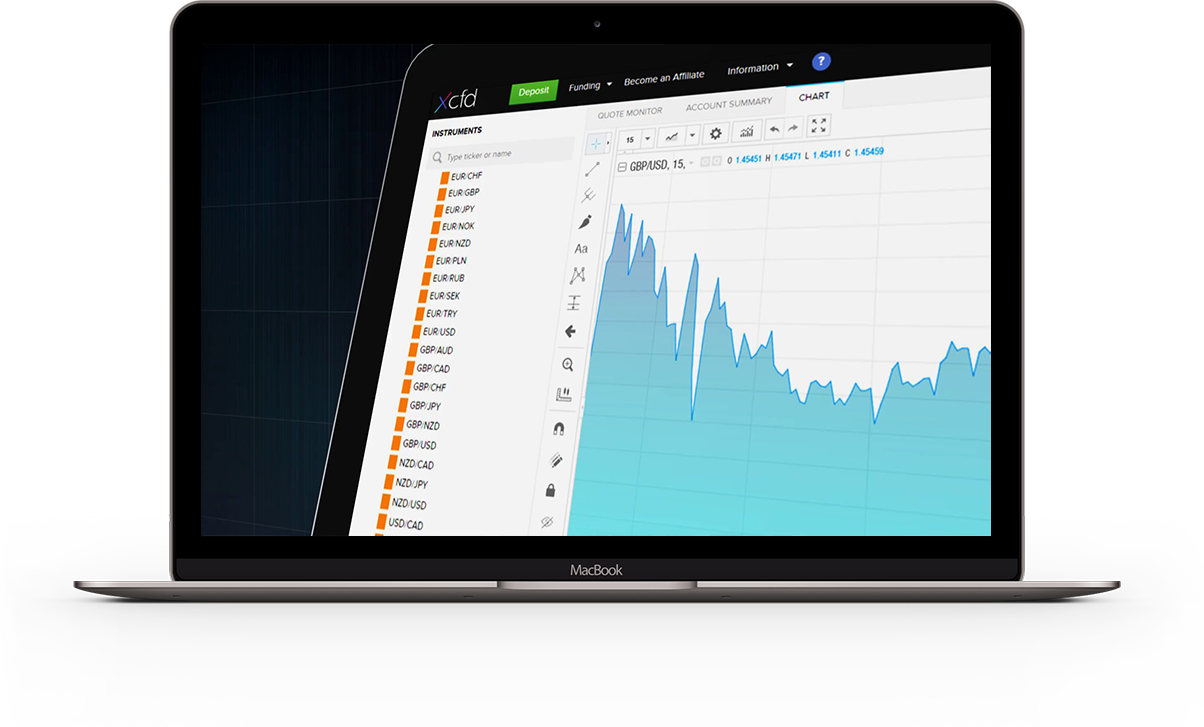 xcfd
Deposit
Funding
Become an Affiliate
Information
?
INSTRUMENTS
Type ticker or name
EUR/CHF
EUR/GBP
EUR/JPY
EUR/NOK
EUR/NZD
EUR/PLN
EUR/RUB
EUR/SEK
EUR/TRY
EUR/USD
GBP/AUD
GBP/CAD
GBP/CHF
GBP/JPY
GBP/NZD
GBP/USD
NZD/CAD
NZD/JPY
NZD/USD
USD/CAD
QUOTE MONITOR
ACCOUNT SUMMARY
CHART
15
GBP/USD, 15, O 1.45451 H 1.45471 L 1.45411 C 1.45459
Aa
MacBook